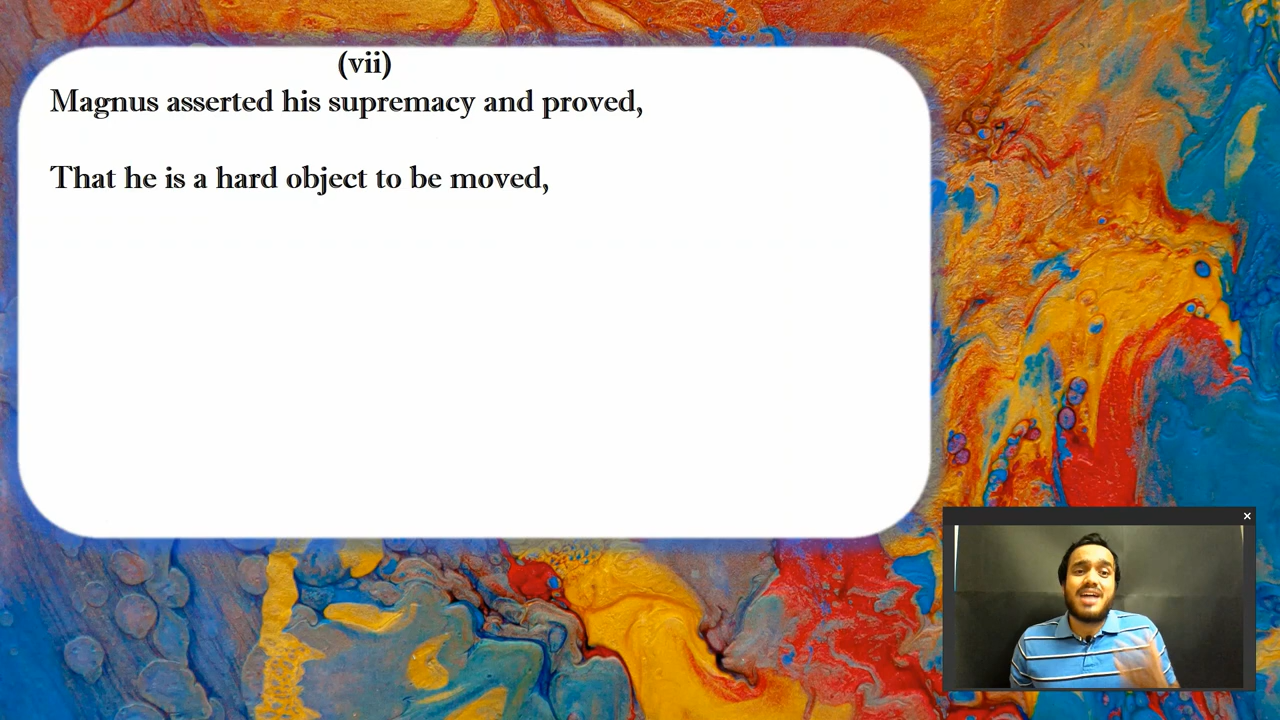 (vii)
Magnus asserted his supremacy and proved,
That he is a hard object to be moved,